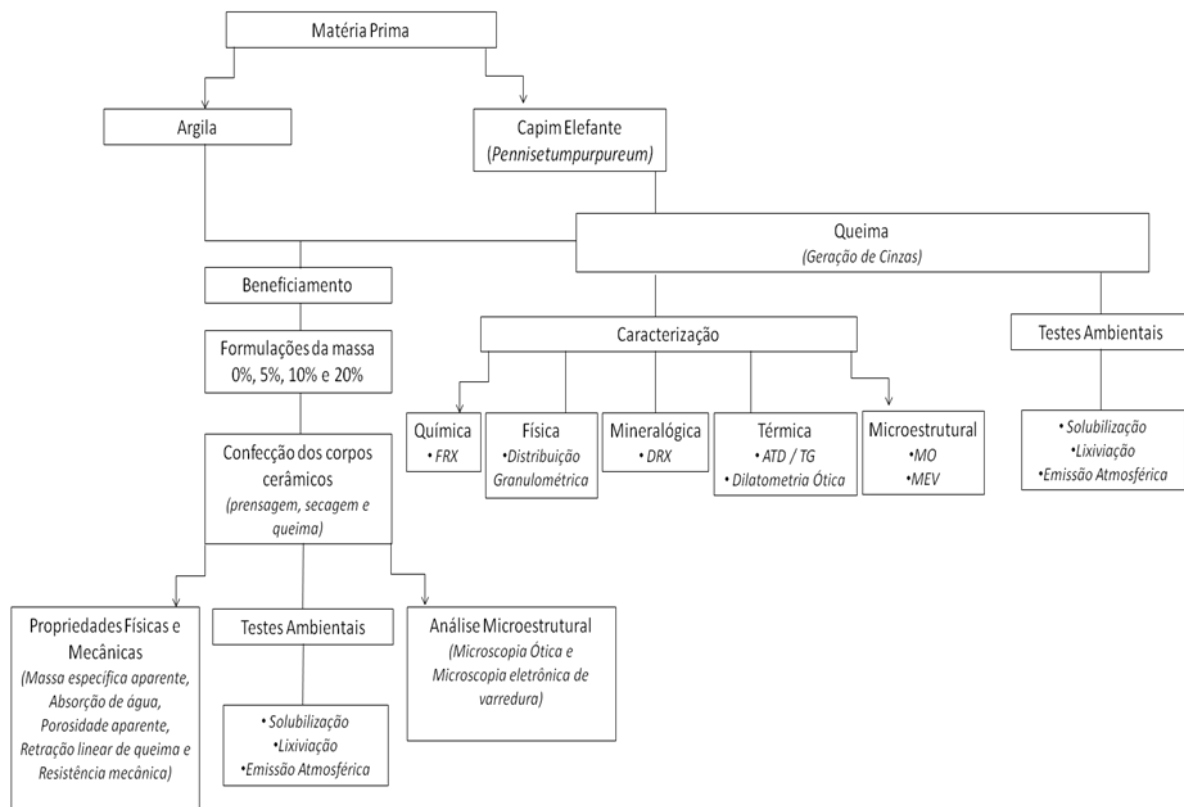 Matéria Prima
Argila
Capim Elefante
(Pennisetumpurpureum)
Queima
(Geração de Cinzas)
Beneficiamento
Caracterização
Testes Ambientais
Formulações da massa
0%, 5%, 10% e 20%
Química
• FRX
Física
•Distribuição
Granulométrica
Mineralógica
• DRX
Térmica
• ATD / TG
• Dilatometria Ótica
Microestrutural
• MO
• MEV
• Solubilização
•Lixiviação
•Emissão Atmosférica
Confecção dos corpos
cerâmicos
(prensagem, secagem e
queima)
Propriedades Físicas e
Mecânicas
(Massa específica aparente,
Absorção de água,
Porosidade aparente,
Retração linear de queima e
Resistência mecânica)
Testes Ambientais
• Solubilização
•Lixiviação
•Emissão Atmosférica
Análise Microestrutural
(Microscopia Ótica e
Microscopia eletrônica de
varredura)